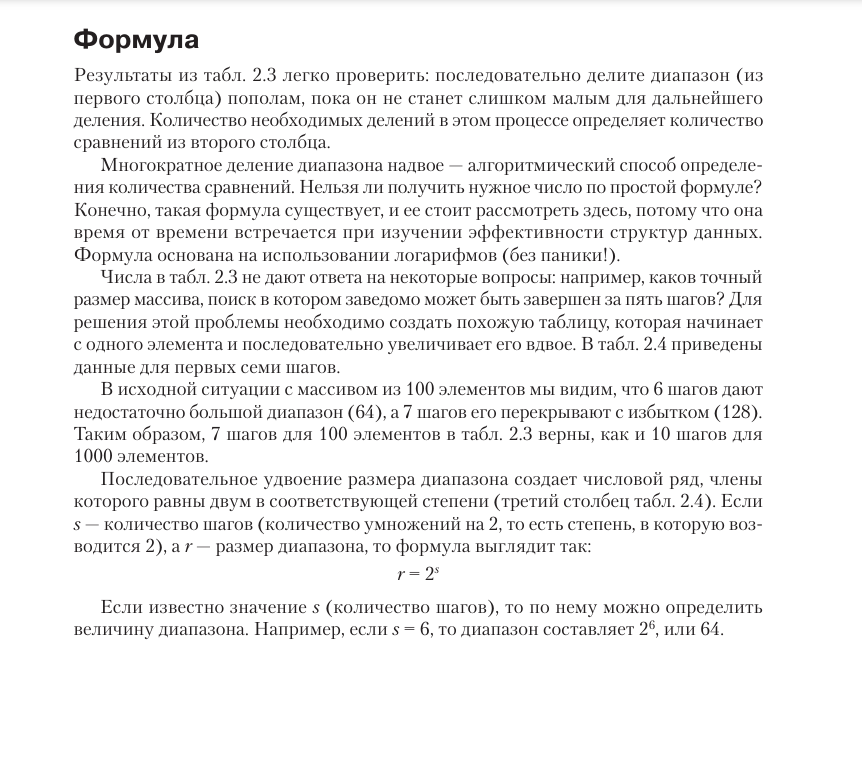 Формула
Результаты из табл. 2.3 легко проверить: последовательно делите диапазон (из
первого столбца) пополам, пока он не станет слишком малым для дальнейшего
деления. Количество необходимых делений в этом процессе определяет количество
сравнений из второго столбца.
Многократное деление диапазона надвое — алгоритмический способ определе-
ния количества сравнений. Нельзя ли получить нужное число по простой формуле?
Конечно, такая формула существует, и ее стоит рассмотреть здесь, потому что она
время от времени встречается при изучении эффективности структур данных.
Формула основана на использовании логарифмов (без паники!).
Числа в табл. 2.3 не дают ответа на некоторые вопросы: например, каков точный
размер массива, поиск в котором заведомо может быть завершен за пять шагов? Для
решения этой проблемы необходимо создать похожую таблицу, которая начинает
с одного элемента и последовательно увеличивает его вдвое. В табл. 2.4 приведены
данные для первых семи шагов.
В исходной ситуации с массивом из 100 элементов мы видим, что 6 шагов дают
недостаточно большой диапазон (64), а 7 шагов его перекрывают с избытком (128).
Таким образом, 7 шагов для 100 элементов в табл. 2.3 верны, как и 10 шагов для
1000 элементов.
Последовательное удвоение размера диапазона создает числовой ряд, члены
которого равны двум в соответствующей степени (третий столбец табл. 2.4). Если
s — количество шагов (количество умножений на 2, то есть степень, в которую воз-
водится 2), а r — размер диапазона, то формула выглядит так:
r = 2ˢ
Если известно значение s (количество шагов), то по нему можно определить
величину диапазона. Например, если s = 6, то диапазон составляет 2⁶, или 64.